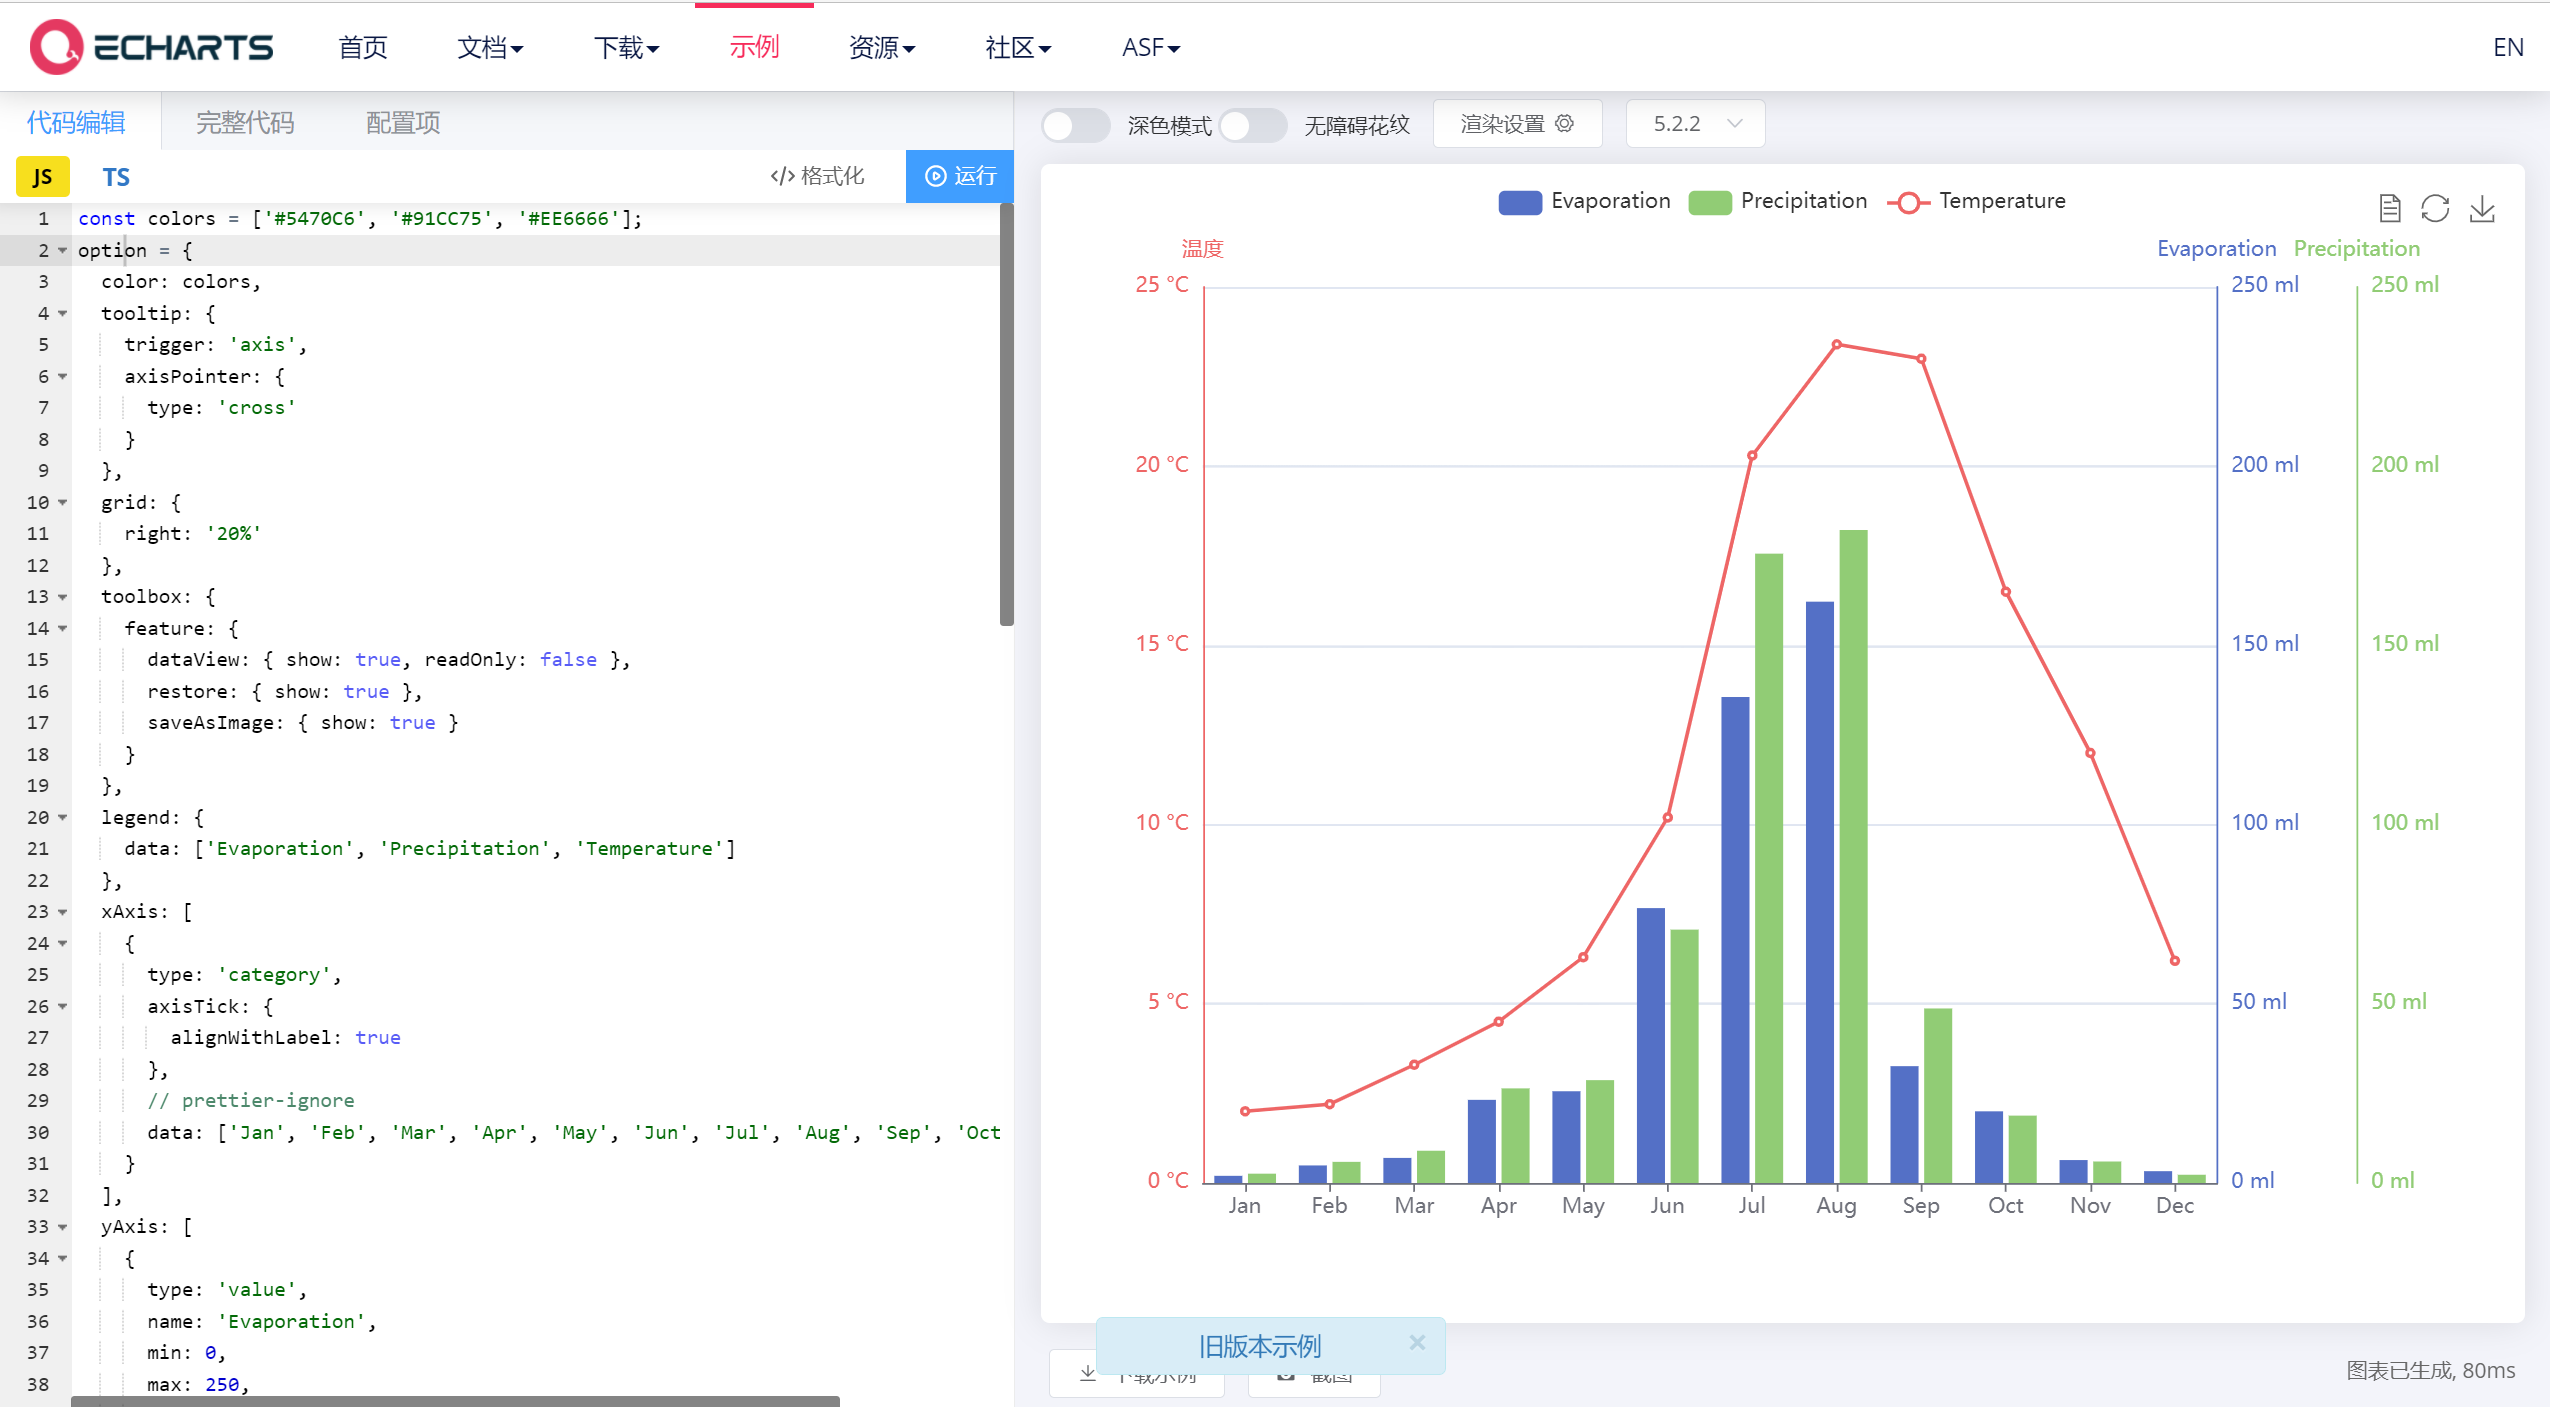 ECHARTS 首页 文档 下载 示例 资源 社区 ASF EN
代码编辑 完整代码 配置项
JS TS </> 格式化 运行
1 const colors = ['#5470C6', '#91CC75', '#EE6666'];
2 option = {
3 color: colors,
4 tooltip: {
5 trigger: 'axis',
6 axisPointer: {
7 type: 'cross'
8 }
9 },
10 grid: {
11 right: '20%'
12 },
13 toolbox: {
14 feature: {
15 dataView: { show: true, readOnly: false },
16 restore: { show: true },
17 saveAsImage: { show: true }
18 }
19 },
20 legend: {
21 data: ['Evaporation', 'Precipitation', 'Temperature']
22 },
23 xAxis: [
24 {
25 type: 'category',
26 axisTick: {
27 alignWithLabel: true
28 },
29 // prettier-ignore
30 data: ['Jan', 'Feb', 'Mar', 'Apr', 'May', 'Jun', 'Jul', 'Aug', 'Sep', 'Oct
31 }
32 ],
33 yAxis: [
34 {
35 type: 'value',
36 name: 'Evaporation',
37 min: 0,
38 max: 250,
深色模式 无障碍花纹 渲染设置 5.2.2
Evaporation Precipitation Temperature
温度 Evaporation Precipitation
25 °C 250 ml 250 ml
20 °C 200 ml 200 ml
15 °C 150 ml 150 ml
10 °C 100 ml 100 ml
5 °C 50 ml 50 ml
0 °C 0 ml 0 ml
Jan Feb Mar Apr May Jun Jul Aug Sep Oct Nov Dec
旧版本示例 ×
下载示例 截图 图表已生成, 80ms